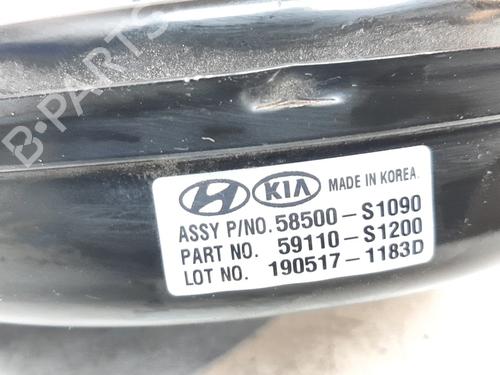 B-PARTS
KIA MADE IN KOREA.
ASSY P/NO. 58500-S1090
PART NO. 59110-S1200
LOT NO. 190517-1183D